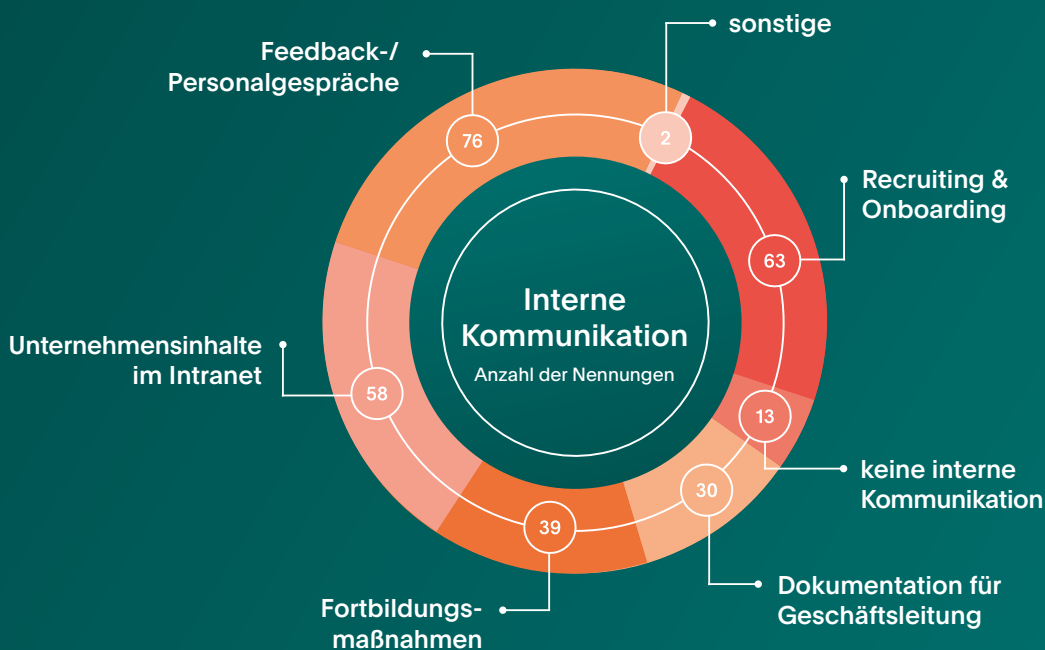 sonstige
Feedback-/
Personalgespräche
76
2
Recruiting &
Onboarding
63
Interne
Kommunikation
Anzahl der Nennungen
Unternehmensinhalte
im Intranet
58
13
keine interne
Kommunikation
30
39
Dokumentation für
Geschäftsleitung
Fortbildungs-
maßnahmen